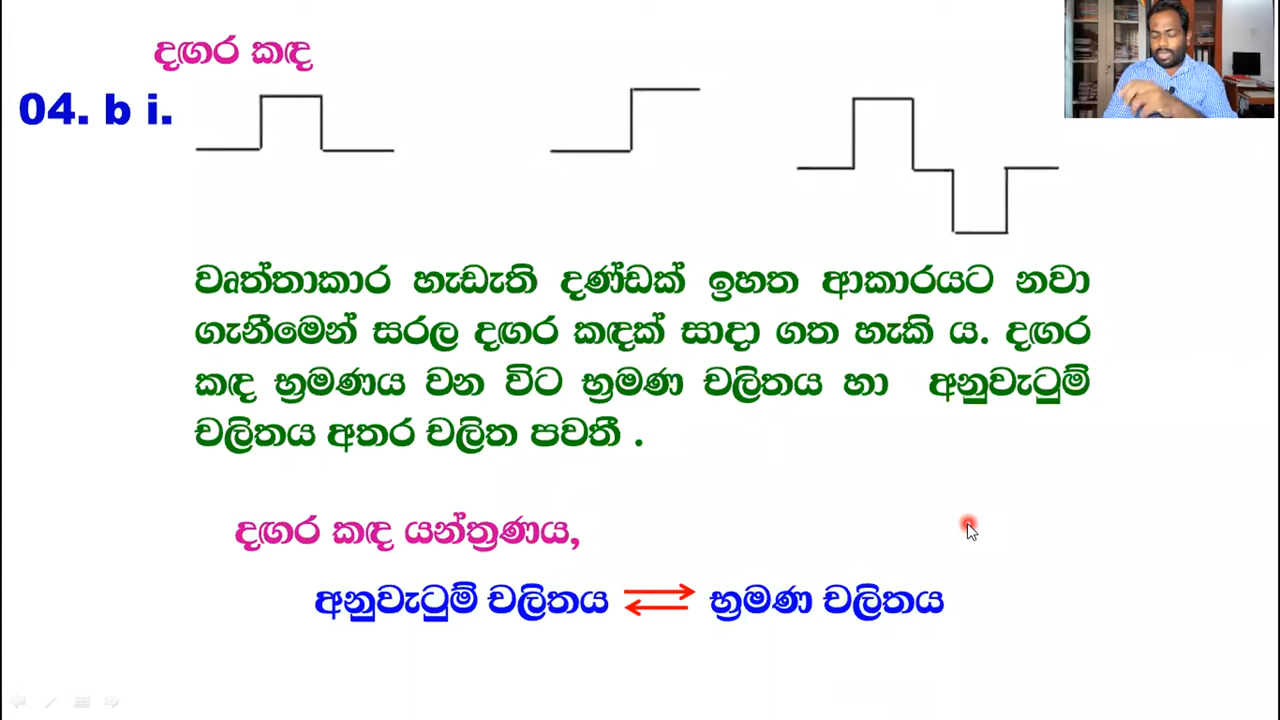 දඟර කඳ
04. b i.
වෘත්තාකාර හැඩැති දණ්ඩක් ඉහත ආකාරයට නවා
ගැනීමෙන් සරල දඟර කඳක් සාදා ගත හැකි ය. දඟර
කඳ භ්‍රමණය වන විට භ්‍රමණ චලිතය හා අනුවැටුම්
චලිතය අතර චලිත පවතී .
දඟර කඳ යන්ත්‍රණය,
අනුවැටුම් චලිතය ⇄ භ්‍රමණ චලිතය